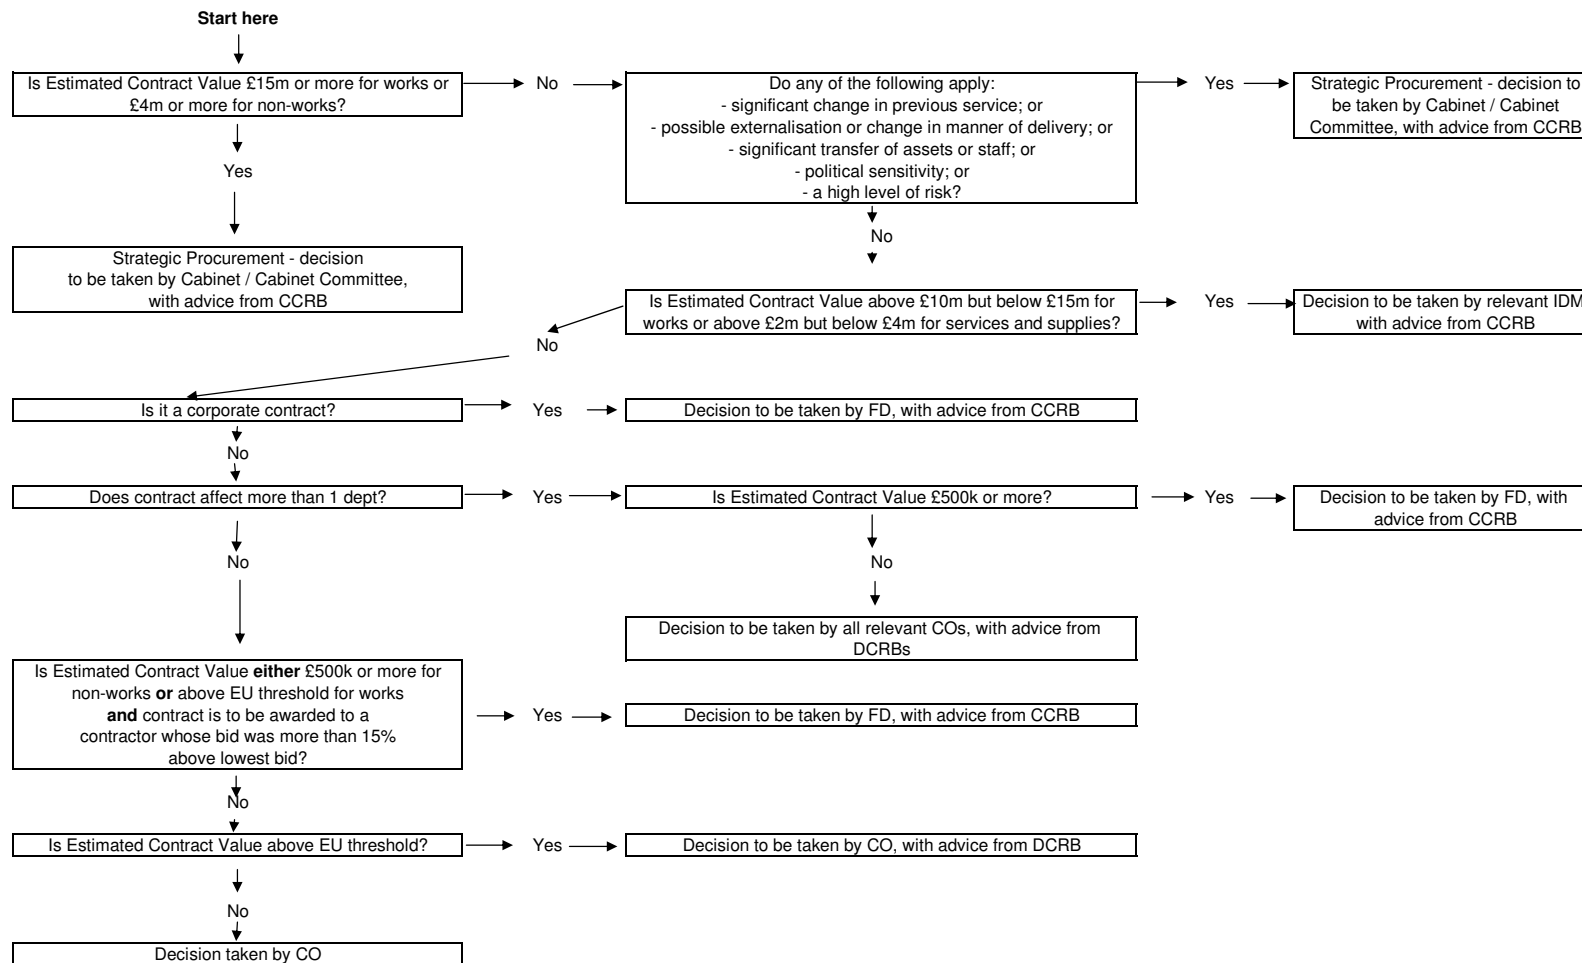 Start here
Is Estimated Contract Value £15m or more for works or
£4m or more for non-works?
No
Do any of the following apply:
- significant change in previous service; or
- possible externalisation or change in manner of delivery; or
- significant transfer of assets or staff; or
- political sensitivity; or
- a high level of risk?
Yes
Strategic Procurement - decision to
be taken by Cabinet / Cabinet
Committee, with advice from CCRB
Yes
No
Strategic Procurement - decision
to be taken by Cabinet / Cabinet Committee,
with advice from CCRB
Is Estimated Contract Value above £10m but below £15m for
works or above £2m but below £4m for services and supplies?
Yes
Decision to be taken by relevant IDM
with advice from CCRB
No
Is it a corporate contract?
Yes
Decision to be taken by FD, with advice from CCRB
No
Does contract affect more than 1 dept?
Yes
Is Estimated Contract Value £500k or more?
Yes
Decision to be taken by FD, with
advice from CCRB
No
No
Decision to be taken by all relevant COs, with advice from
DCRBs
Is Estimated Contract Value either £500k or more for
non-works or above EU threshold for works
and contract is to be awarded to a
contractor whose bid was more than 15%
above lowest bid?
Yes
Decision to be taken by FD, with advice from CCRB
No
Is Estimated Contract Value above EU threshold?
Yes
Decision to be taken by CO, with advice from DCRB
No
Decision taken by CO